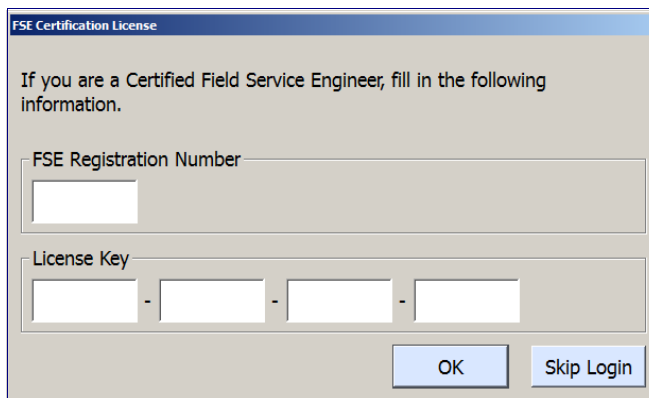 FSE Certification License
If you are a Certified Field Service Engineer, fill in the following
information.
FSE Registration Number
License Key
- - -
OK Skip Login